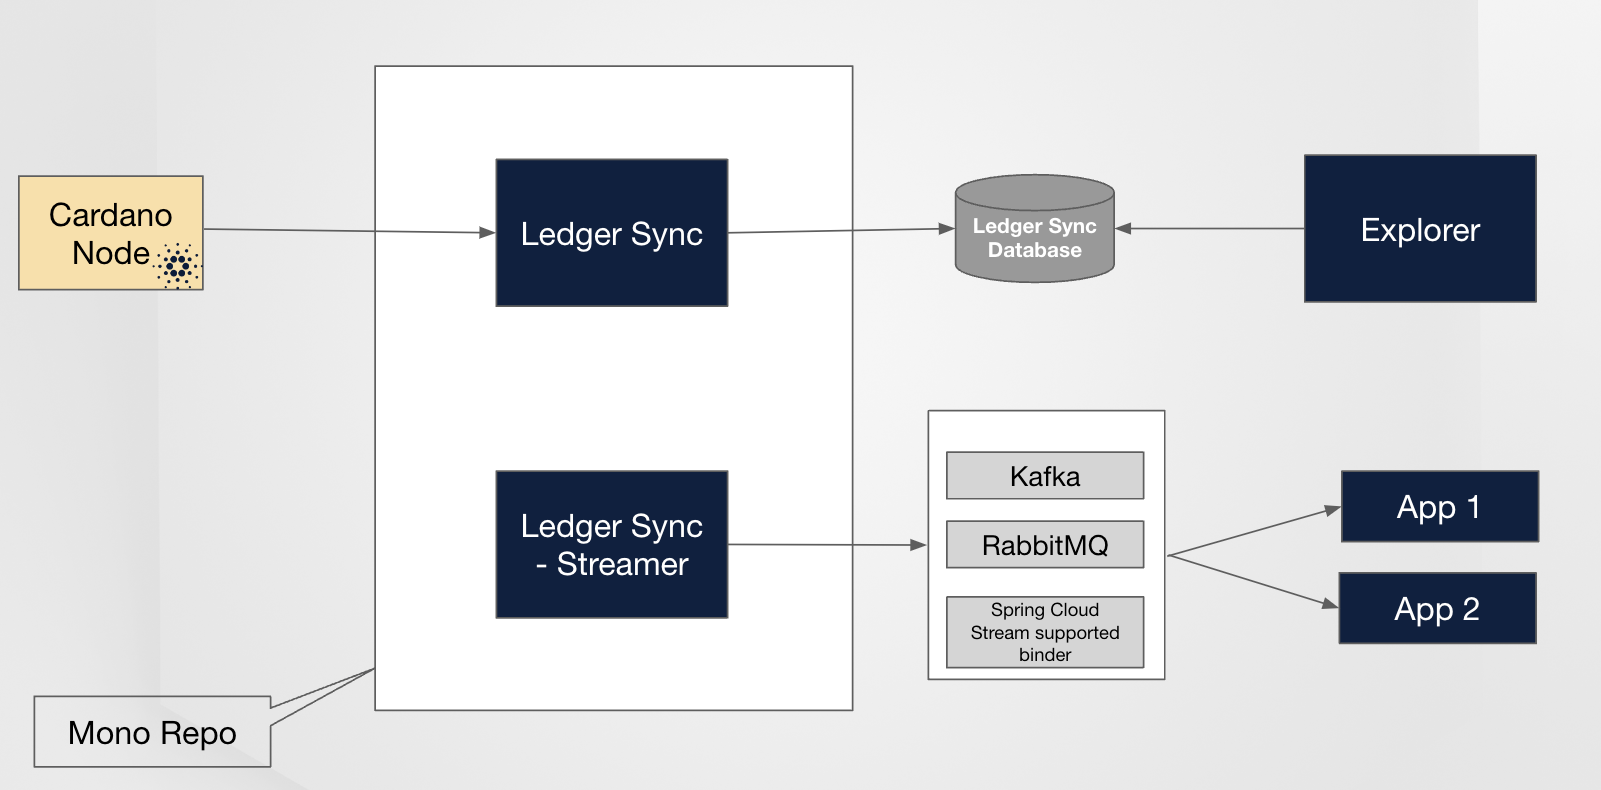 Cardano
Node
Ledger Sync
Ledger Sync
Database
Explorer
Ledger Sync
- Streamer
Kafka
RabbitMQ
Spring Cloud
Stream supported
binder
App 1
App 2
Mono Repo